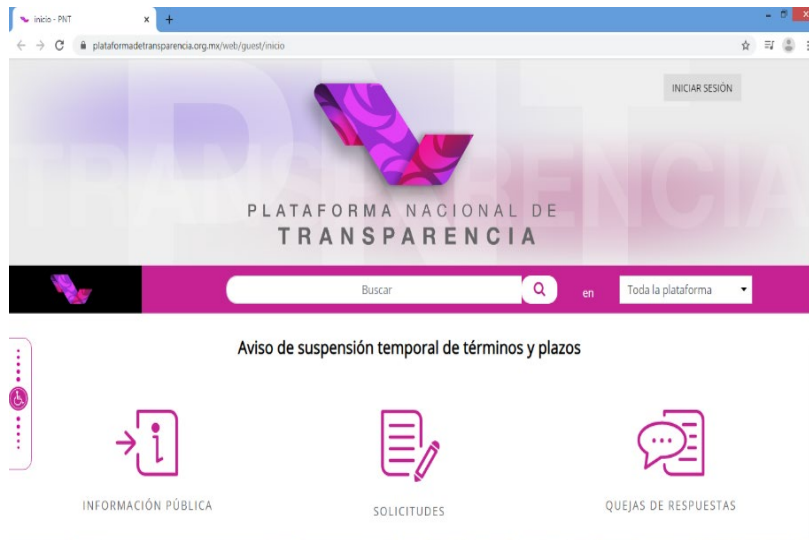 inicio - PNT
plataformadetransparencia.org.mx/web/guest/inicio
INICIAR SESIÓN
PNT
TRANSPARENCIA
PLATAFORMA NACIONAL DE
TRANSPARENCIA
Buscar
en
Toda la plataforma
Aviso de suspensión temporal de términos y plazos
INFORMACIÓN PÚBLICA
SOLICITUDES
QUEJAS DE RESPUESTAS